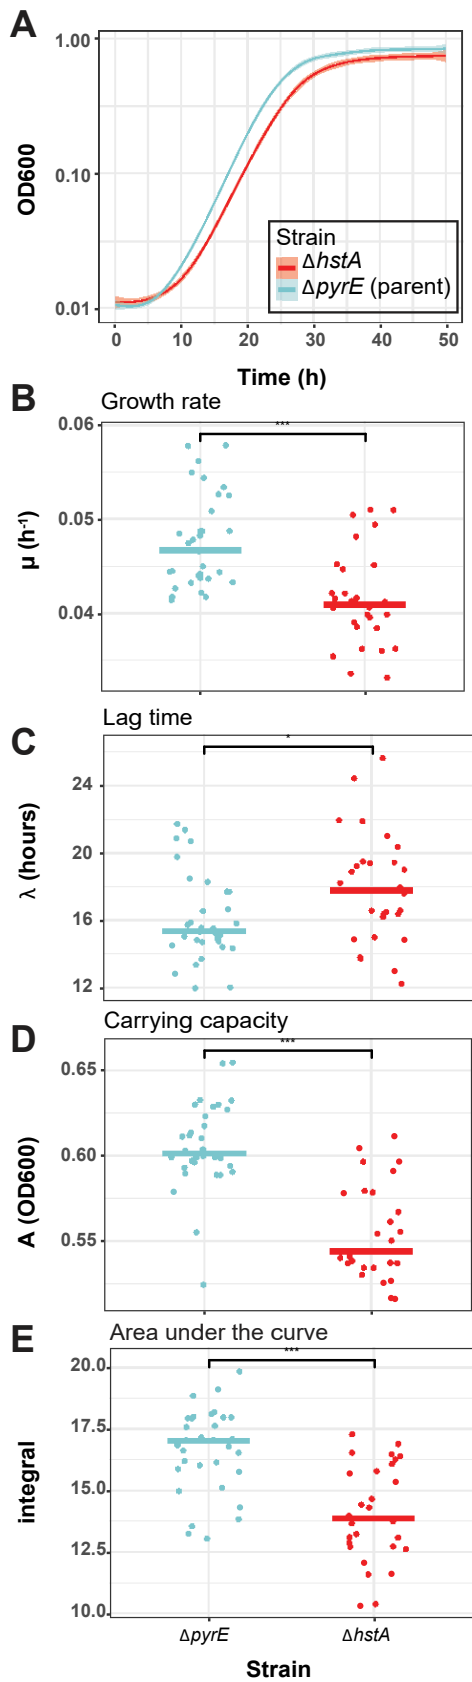 A
1.00
0.10
0.01
OD600
Strain
ΔhstA
ΔpyrE (parent)
0 10 20 30 40 50
Time (h)
B Growth rate
***
0.06
0.05
0.04
μ (h-1)
C Lag time
*
24
20
16
12
λ (hours)
D Carrying capacity
***
0.65
0.60
0.55
A (OD600)
E Area under the curve
***
20.0
17.5
15.0
12.5
10.0
integral
ΔpyrE ΔhstA
Strain